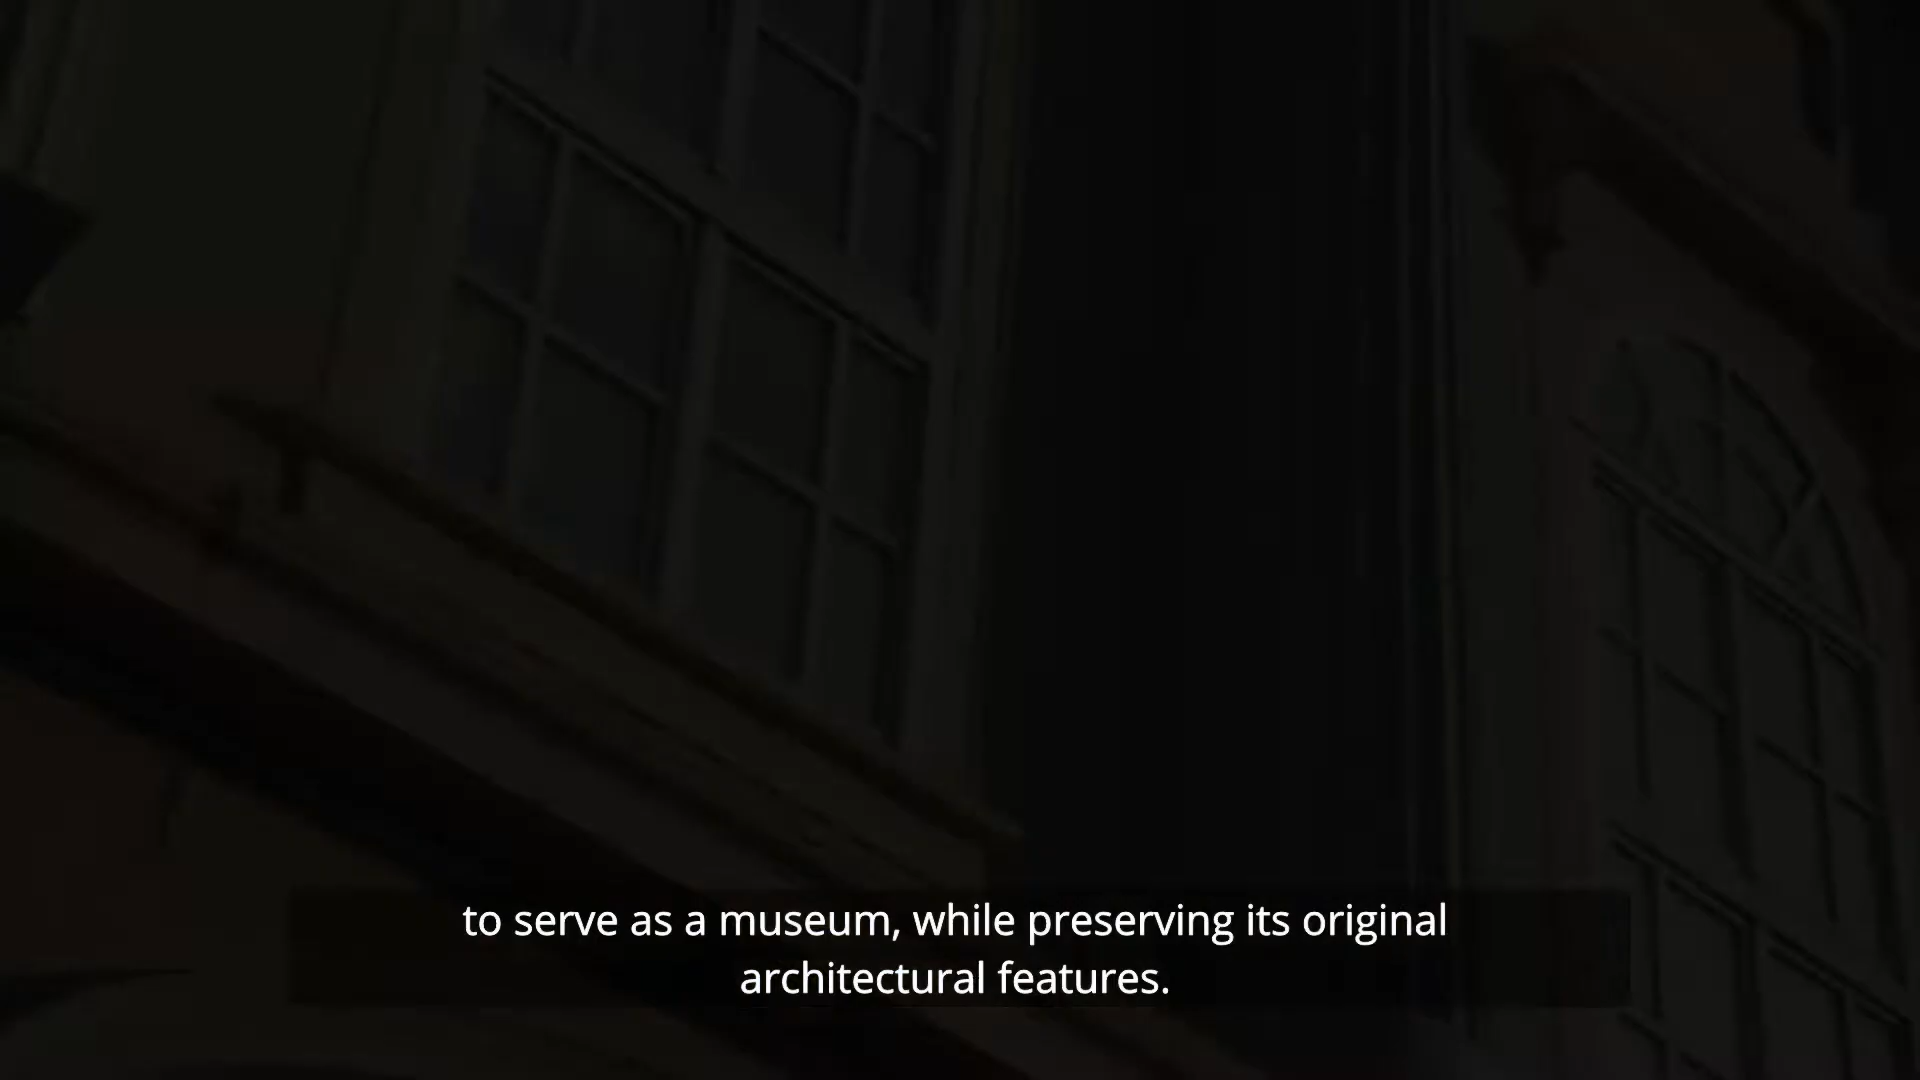 to serve as a museum, while preserving its original
architectural features.